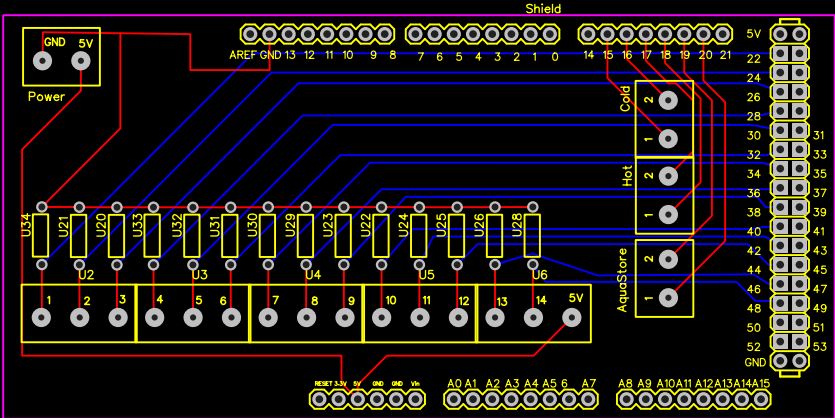 Shield
GND 5V
Power
AREF GND 13 12 11 10 9 8
7 6 5 4 3 2 1 0
14 15 16 17 18 19 20 21
5V
22
24
26
28
30 31
32 33
34 35
36 37
38 39
40 41
42 43
44 45
46 47
48 49
50 51
52 53
GND
Cold
2
1
Hot
2
1
AquaStore
2
1
U34 U21 U20 U33 U32 U31 U30 U29 U23 U22 U24 U25 U26 U28
U2 U3 U4 U5 U6
1 2 3 4 5 6 7 8 9 10 11 12 13 14 5V
RESET 3.3V 5V GND GND Vin
A0 A1 A2 A3 A4 A5 6 A7
A8 A9 A10 A11 A12 A13 A14 A15